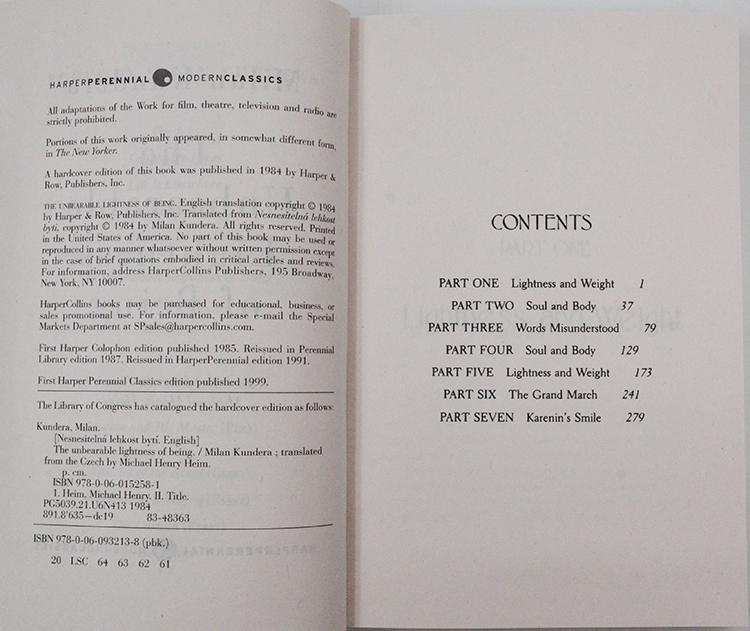 HARPERPERENNIAL MODERNCLASSICS
All adaptations of the Work for film, theatre, television and radio are
strictly prohibited.
Portions of this work originally appeared, in somewhat different form,
in The New Yorker.
A hardcover edition of this book was published in 1984 by Harper &
Row, Publishers, Inc.
THE UNBEARABLE LIGHTNESS OF BEING. English translation copyright © 1984
by Harper & Row, Publishers, Inc. Translated from Nesnesitelná lehkost
bytí, copyright © 1984 by Milan Kundera. All rights reserved. Printed
in the United States of America. No part of this book may be used or
reproduced in any manner whatsoever without written permission except
in the case of brief quotations embodied in critical articles and reviews.
For information, address HarperCollins Publishers, 195 Broadway,
New York, NY 10007.
HarperCollins books may be purchased for educational, business, or
sales promotional use. For information, please e-mail the Special
Markets Department at SPsales@harpercollins.com.
First Harper Colophon edition published 1985. Reissued in Perennial
Library edition 1987. Reissued in HarperPerennial edition 1991.
First Harper Perennial Classics edition published 1999.
The Library of Congress has catalogued the hardcover edition as follows:
Kundera, Milan.
[Nesnesitelná lehkost bytí. English]
The unbearable lightness of being. / Milan Kundera ; translated
from the Czech by Michael Henry Heim.
p. cm.
ISBN 978-0-06-015258-1
1. Heim, Michael Henry. II. Title.
PG5039.21.U6N413 1984
891.8'635-dc19 83-48363
ISBN 978-0-06-093213-8 (pbk.)
20 LSC 64 63 62 61
CONTENTS
PART ONE Lightness and Weight 1
PART TWO Soul and Body 37
PART THREE Words Misunderstood 79
PART FOUR Soul and Body 129
PART FIVE Lightness and Weight 173
PART SIX The Grand March 241
PART SEVEN Karenin's Smile 279